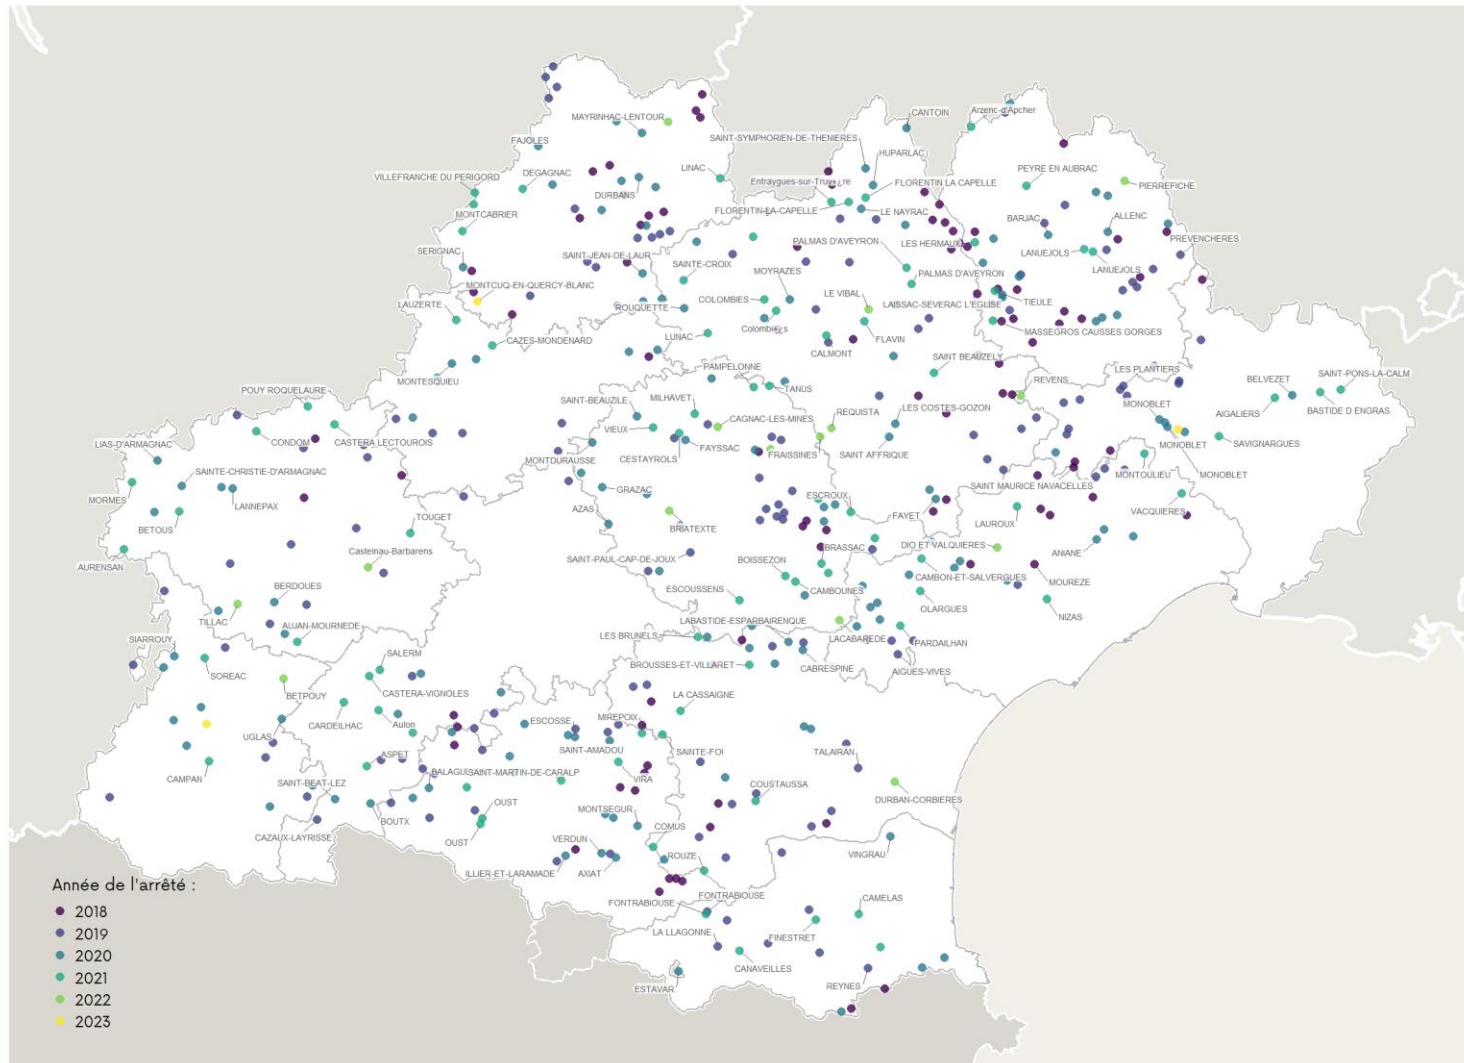 CANTOIN
Arzenc-d'Apcher
MAYRINHAC-LENTOUR
SAINT-SYMPHORIEN-DE-THENIERES
FAJOLES
HUPARLAC
PEYRE EN AUBRAC
LINAC
VILLEFRANCHE DU PERIGORD
DEGAGNAC
FLORENTIN LA CAPELLE
PIERREFICHE
DURBANS
FLORENTIN-LA-CAPELLE
LE NAYRAC
MONTCABRIER
BARJAC
ALLENC
PREVENCHERES
PALMAS D'AVEYRON
LES HERMAUX
SERIGNAC
SAINT-JEAN-DE-LAUR
LANUEJOLS
SAINTE-CROIX
MOYRAZES
PALMAS D'AVEYRON
LANUEJOLS
MONTCUQ-EN-QUERCY-BLANC
LE VIBAL
COLOMBIES
LAISSAC-SEVERAC L'EGLISE
TIEULE
LAUZERTE
ROUQUETTE
LUNAC
FLAVIN
MASSEGROS CAUSSES GORGES
CALMONT
CAZES-MONDENARD
SAINT BEAUZELY
PAMPELONNE
LES PLANTIERS
SAINT-PONS-LA-CALM
MONTESQUIEU
TANUS
REVENS
BELVEZET
POUY ROQUELAURE
SAINT-BEAUZILE
MILHAVET
CAGNAC-LES-MINES
REQUISTA
LES COSTES-GOZON
MONOBLET
AIGALIERS
BASTIDE D ENGRAS
LIAS-D'ARMAGNAC
CONDOM
CASTERA LECTOUROIS
VIEUX
FAYSSAC
FRAISSINES
SAINT AFFRIQUE
MONOBLET
SAVIGNARGUES
SAINTE-CHRISTIE-D'ARMAGNAC
MONTDURAUSSE
CESTAYROLS
SAINT MAURICE NAVACELLES
MONTOULIEU
MONOBLET
MORMES
LANNEPAX
GRAZAC
ESCROUX
FAYET
LAUROUX
VACQUIERES
BETOUS
TOUGET
AZAS
BRIATEXTE
DIO ET VALQUIERES
ANIANE
Castelnau-Barbarens
SAINT-PAUL-CAP-DE-JOUX
BRASSAC
AURENSAN
BOISSEZON
CAMBON-ET-SALVERGUES
MOUREZE
BERDOUES
ESCOUSSENS
CAMBOUNES
OLARGUES
NIZAS
TILLAC
AUJAN-MOURNEDE
LABASTIDE-ESPARBAIRENQUE
LES BRUNELS
LACABAREDE
PARDAILHAN
SIARROUY
SALERM
BROUSSES-ET-VILLARET
CABRESPINE
AIGUES-VIVES
SOREAC
BETPOUY
CASTERA-VIGNOLES
LA CASSAIGNE
CARDEILHAC
Aulon
ESCOSSE
MIREPOIX
UGLAS
SAINT-AMADOU
SAINTE-FOI
TALAIRAN
CAMPAN
ASPET
SAINT-MARTIN-DE-CARALP
VIRA
SAINT-BEAT-LEZ
COUSTAUSSA
DURBAN-CORBIERES
BOUTX
OUST
MONTSEGUR
CAZAUX-LAYRISSE
OUST
VERDUN
COMUS
VINGRAU
ROUZE
ILLIER-ET-LARAMADE
AXIAT
FONTRABIOUSE
FONTRABIOUSE
CAMELAS
LA LLAGONNE
FINESTRET
CANAVEILLES
ESTAVAR
REYNES
Année de l'arrêté :
2018
2019
2020
2021
2022
2023